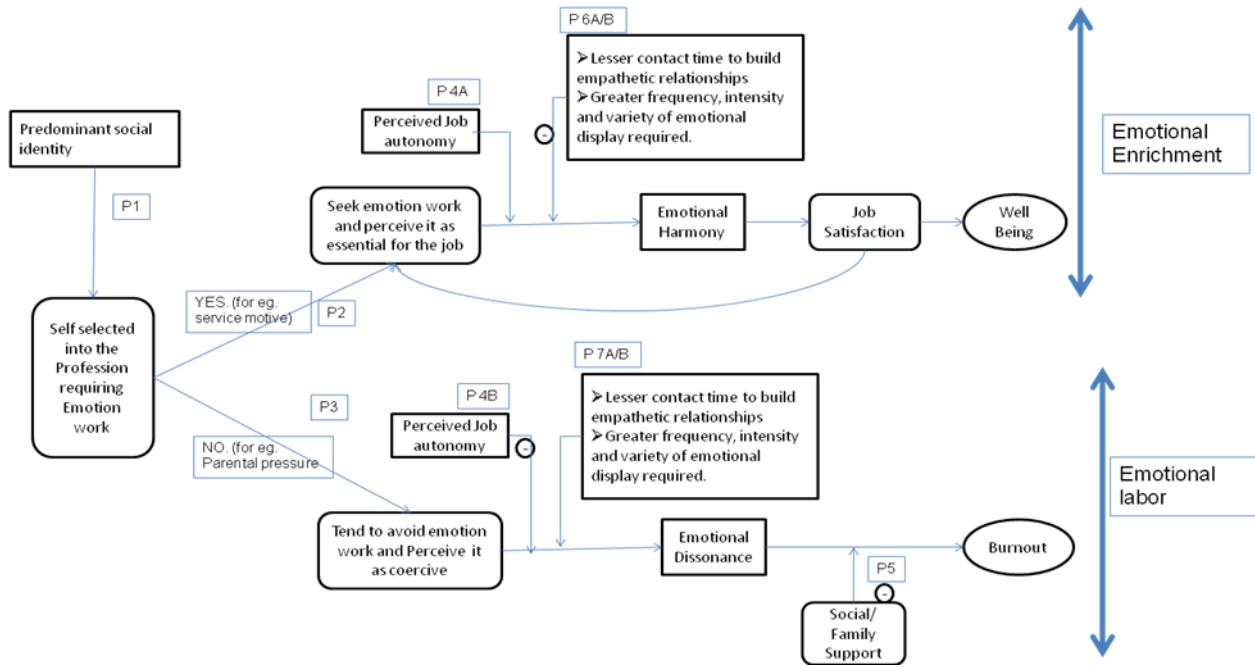 P 6A/B
➢ Lesser contact time to build
empathetic relationships
➢ Greater frequency, intensity
and variety of emotional
display required.
P 4A
Perceived Job
autonomy
-
Predominant social
identity
P1
Emotional
Enrichment
Seek emotion work
and perceive it as
essential for the job
Emotional
Harmony
Job
Satisfaction
Well
Being
YES. (for eg.
service motive)
P2
Self selected
into the
Profession
requiring
Emotion
work
P 7A/B
➢ Lesser contact time to build
empathetic relationships
➢ Greater frequency, intensity
and variety of emotional
display required.
P3
P 4B
Perceived Job
autonomy
-
NO. (for eg.
Parental pressure
Emotional
labor
Tend to avoid emotion
work and Perceive it
as coercive
Emotional
Dissonance
Burnout
P5
-
Social/
Family
Support